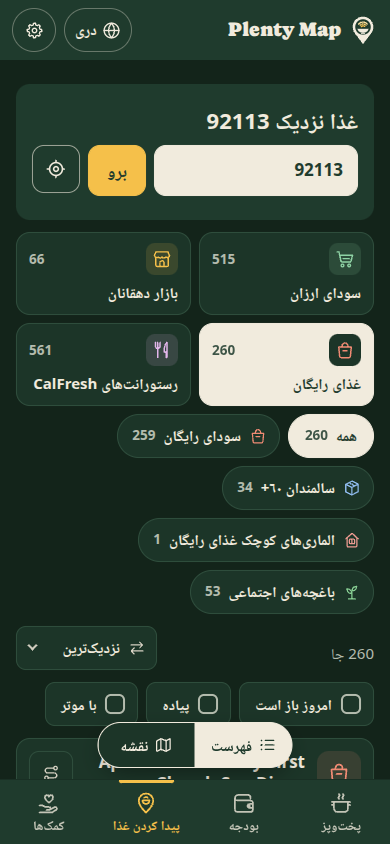 Plenty Map
دری
غذا نزدیک 92113
92113
برو
515
سودای ارزان
66
بازار دهقانان
260
غذای رایگان
561
رستورانت‌های CalFresh
همه 260
سودای رایگان 259
سالمندان ۶۰+ 34
الماری‌های کوچک غذای رایگان 1
باغچه‌های اجتماعی 53
260 جا
نزدیک‌ترین
امروز باز است
پیاده
با موتر
فهرست
نقشه
پخت‌وپز
بودجه
پیدا کردن غذا
کمک‌ها